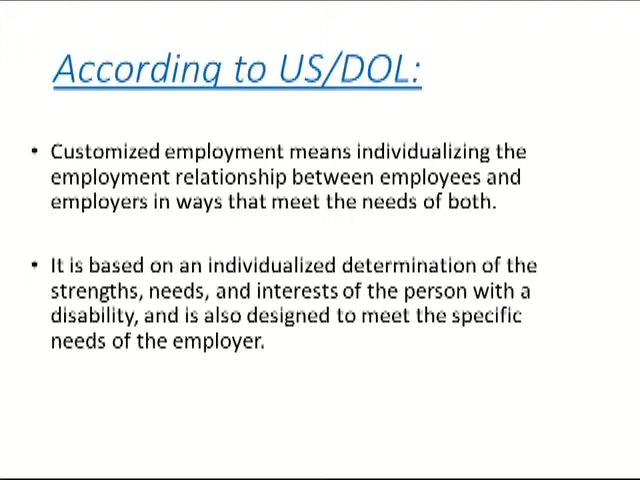 According to US/DOL:
• Customized employment means individualizing the
employment relationship between employees and
employers in ways that meet the needs of both.
• It is based on an individualized determination of the
strengths, needs, and interests of the person with a
disability, and is also designed to meet the specific
needs of the employer.